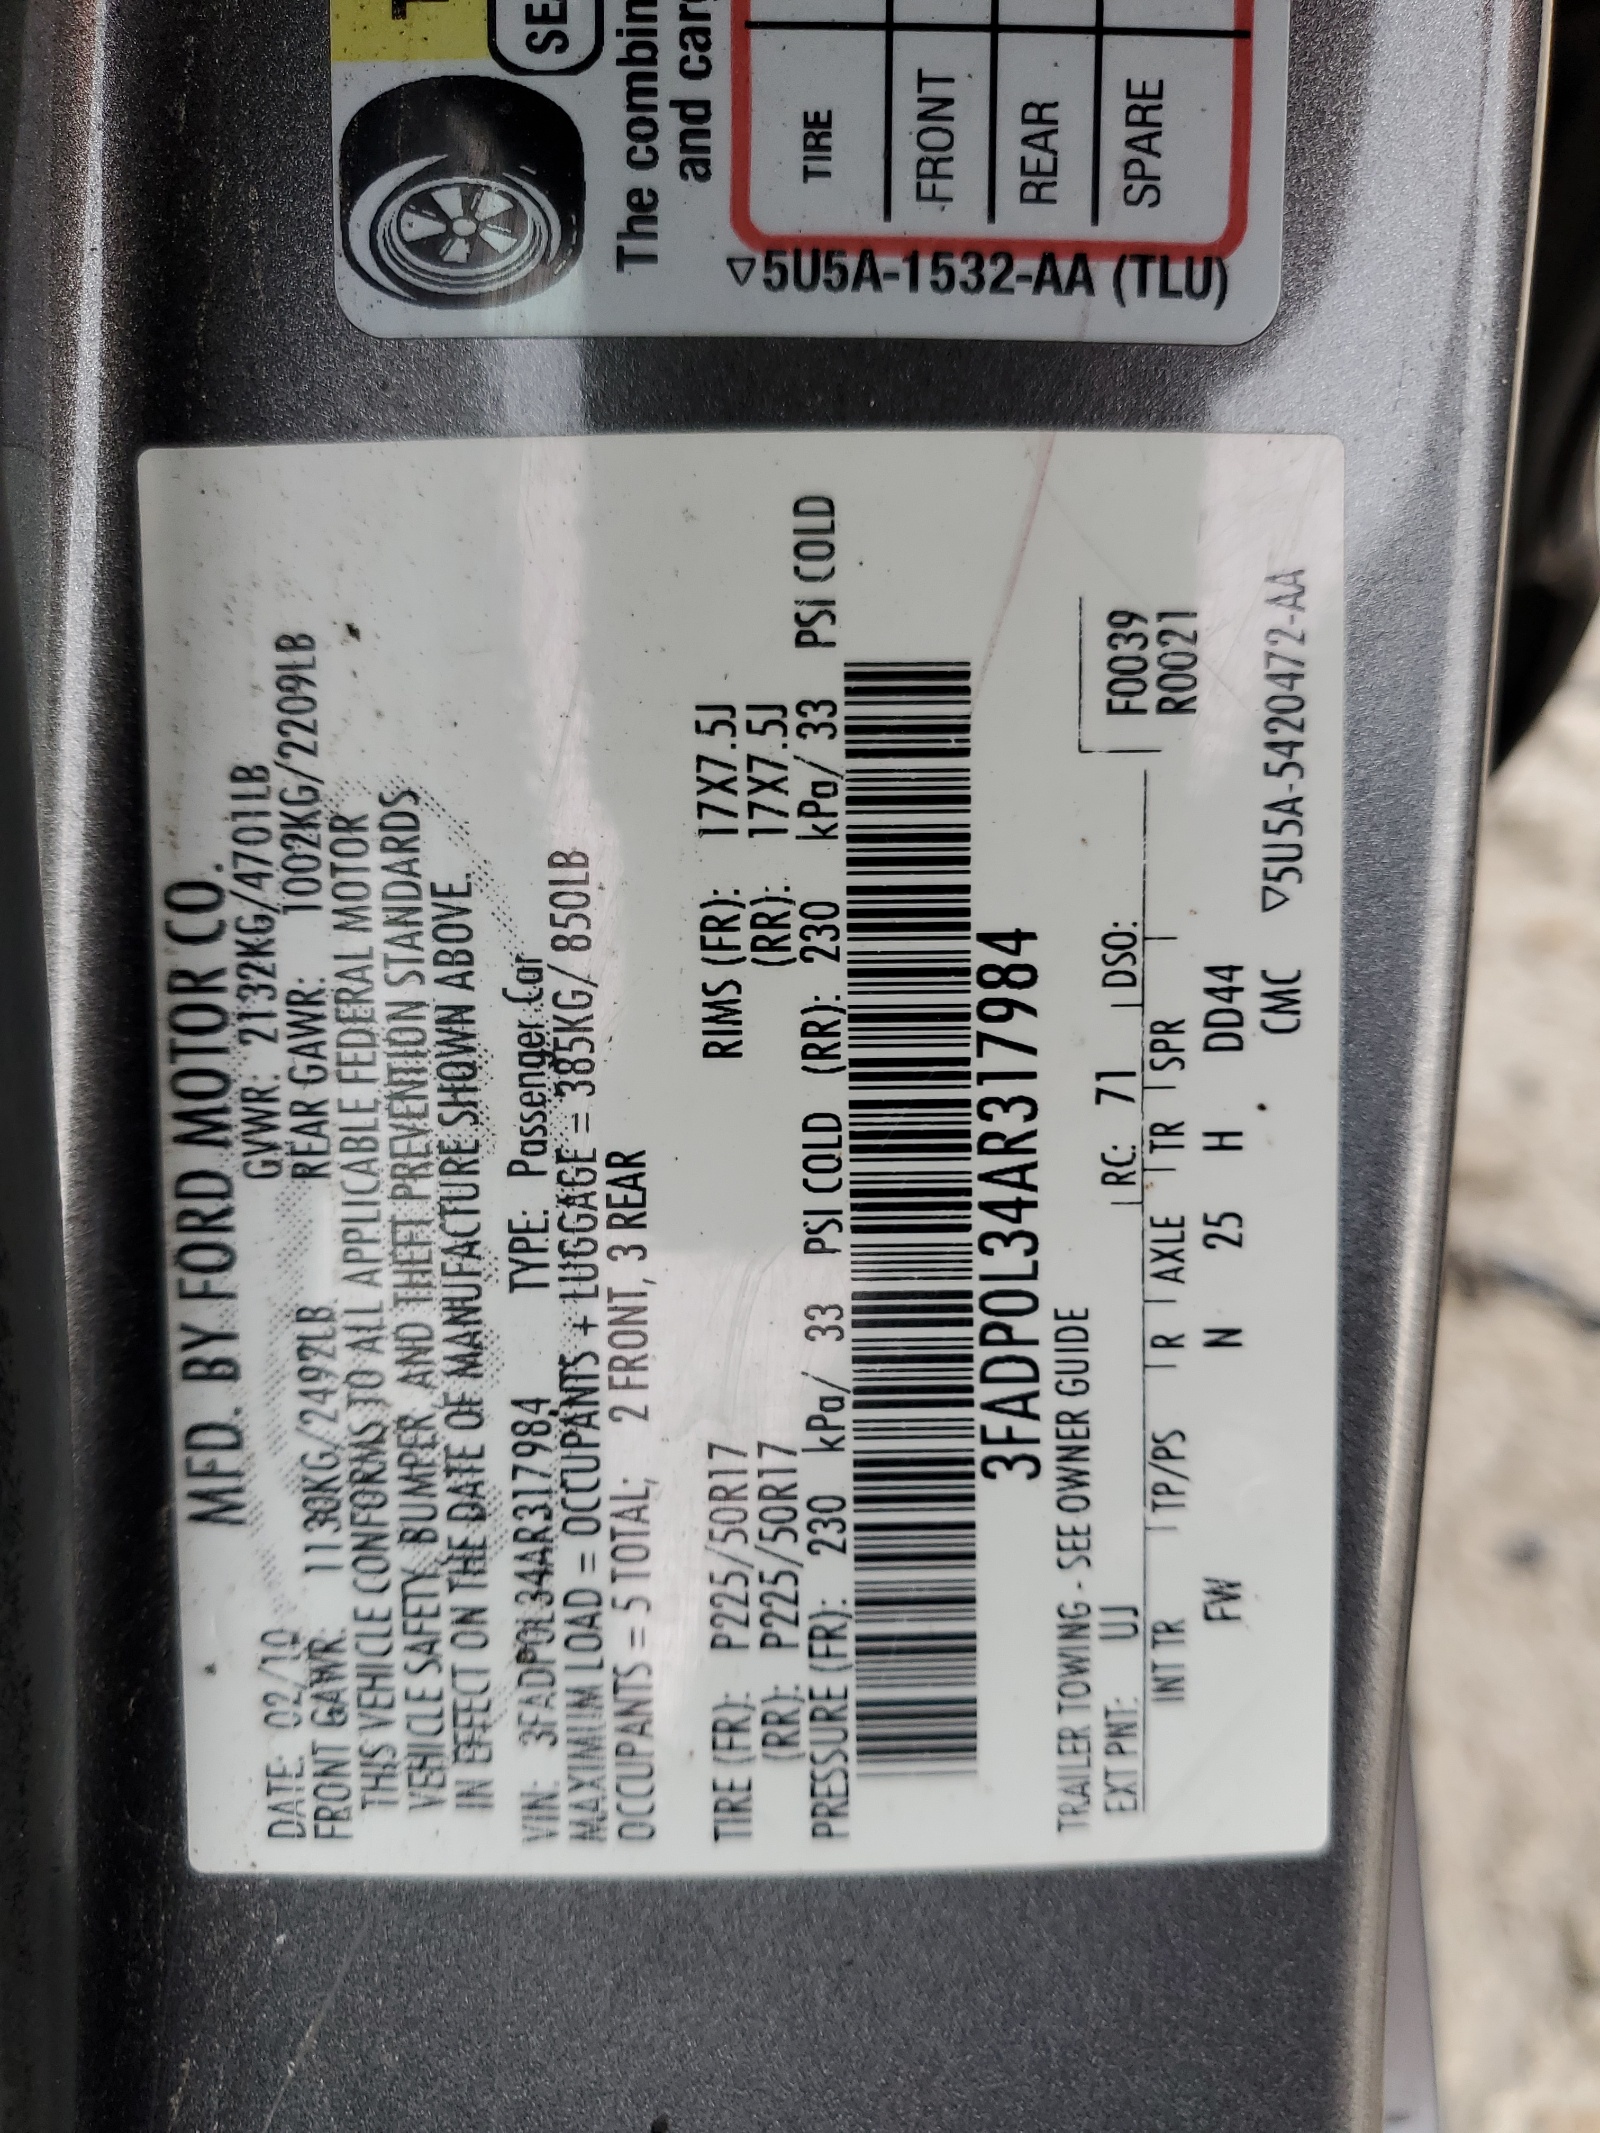 MFD. BY FORD MOTOR CO.
DATE: 02/10 GVWR: 2132KG/4701LB
FRONT GAWR: 1130KG/2492LB REAR GAWR: 1002KG/2209LB
THIS VEHICLE CONFORMS TO ALL APPLICABLE FEDERAL MOTOR
VEHICLE SAFETY, BUMPER, AND THEFT PREVENTION STANDARDS
IN EFFECT ON THE DATE OF MANUFACTURE SHOWN ABOVE.
VIN: 3FADP0L34AR317984 TYPE: Passenger Car
MAXIMUM LOAD = OCCUPANTS + LUGGAGE = 385KG/ 850LB
OCCUPANTS = 5 TOTAL; 2 FRONT, 3 REAR
TIRE (FR): P225/50R17 RIMS (FR): 17X7.5J
(RR): P225/50R17 (RR): 17X7.5J
PRESSURE (FR): 230 kPa/ 33 PSI COLD (RR): 230 kPa/ 33 PSI COLD
3FADP0L34AR317984
TRAILER TOWING - SEE OWNER GUIDE
EXT PNT: UJ RC: 71 DSO: F0039
R0021
INT TR TP/PS R AXLE TR SPR
FW N 25 H DD44
CMC ▽5U5A-5420472-AA
The combin
and car
TIRE
FRONT
REAR
SPARE
▽5U5A-1532-AA (TLU)